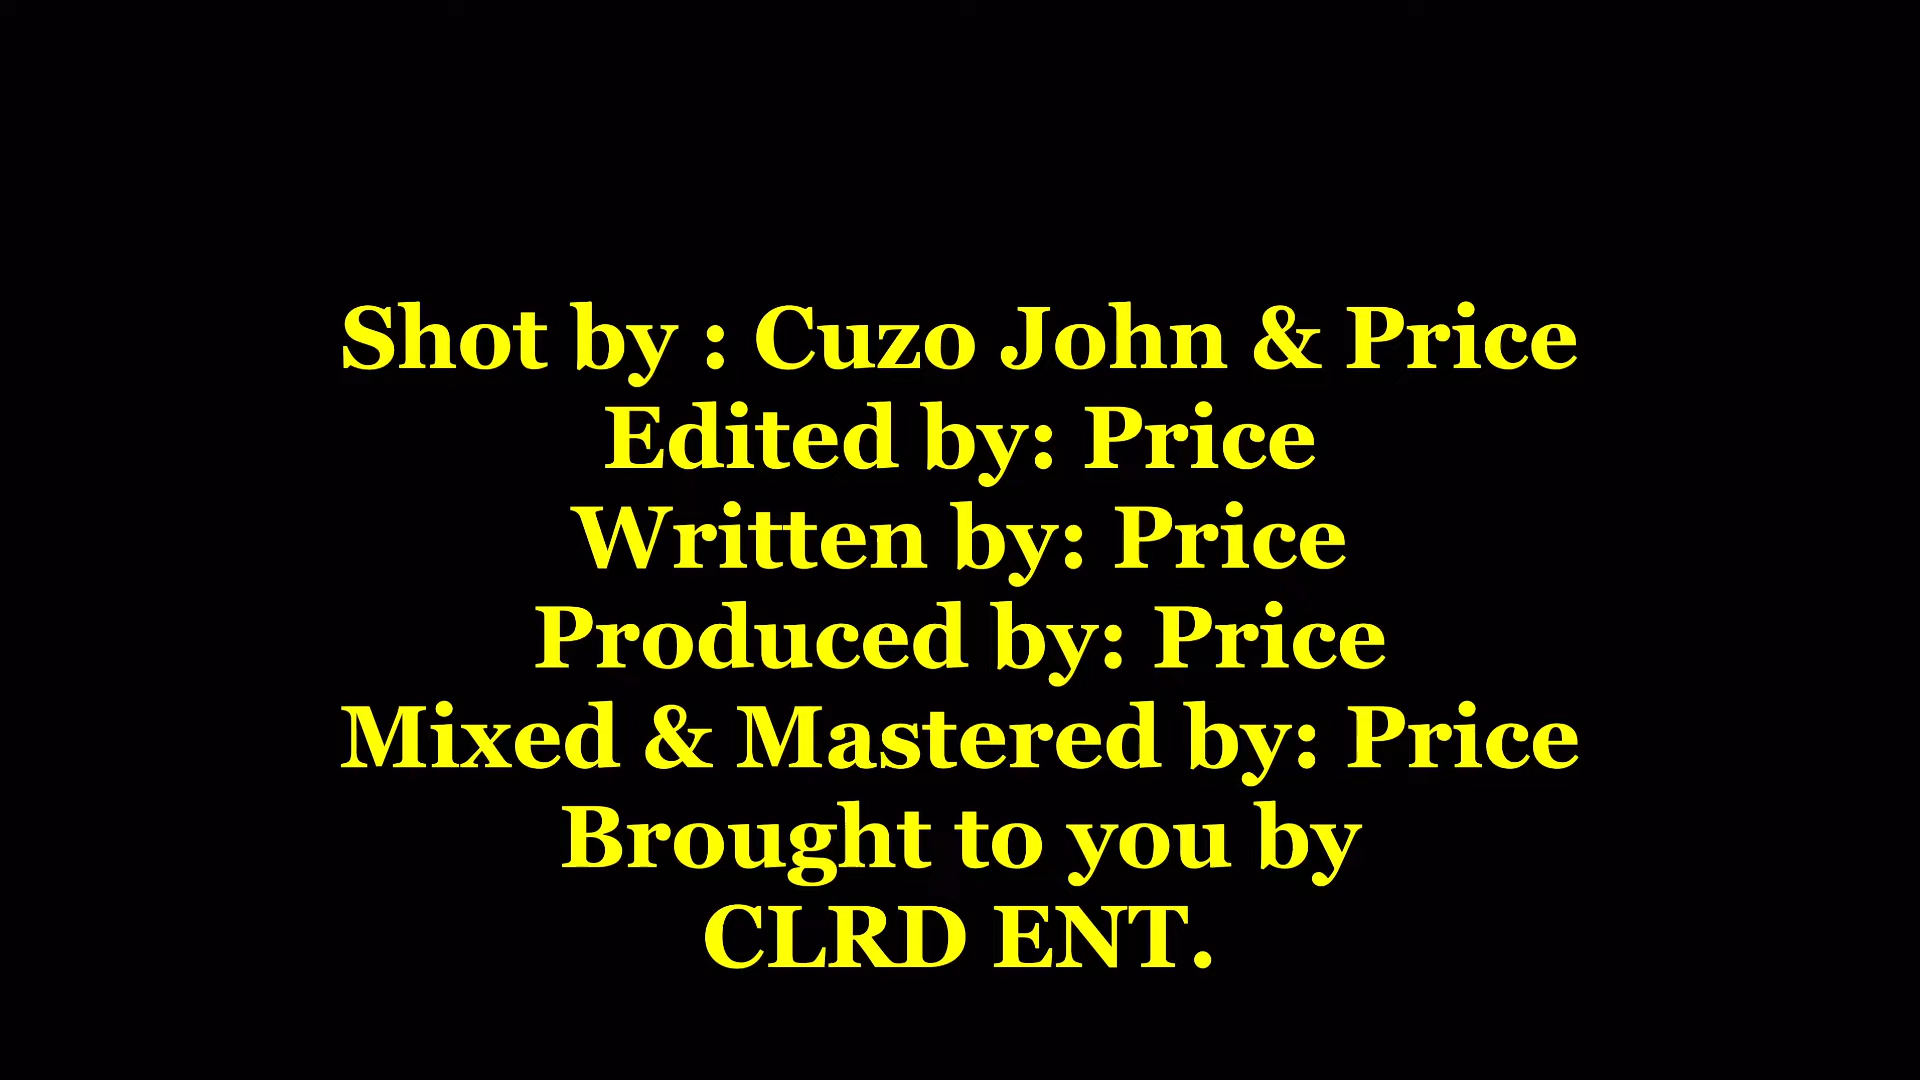 Shot by : Cuzo John & Price
Edited by: Price
Written by: Price
Produced by: Price
Mixed & Mastered by: Price
Brought to you by
CLRD ENT.